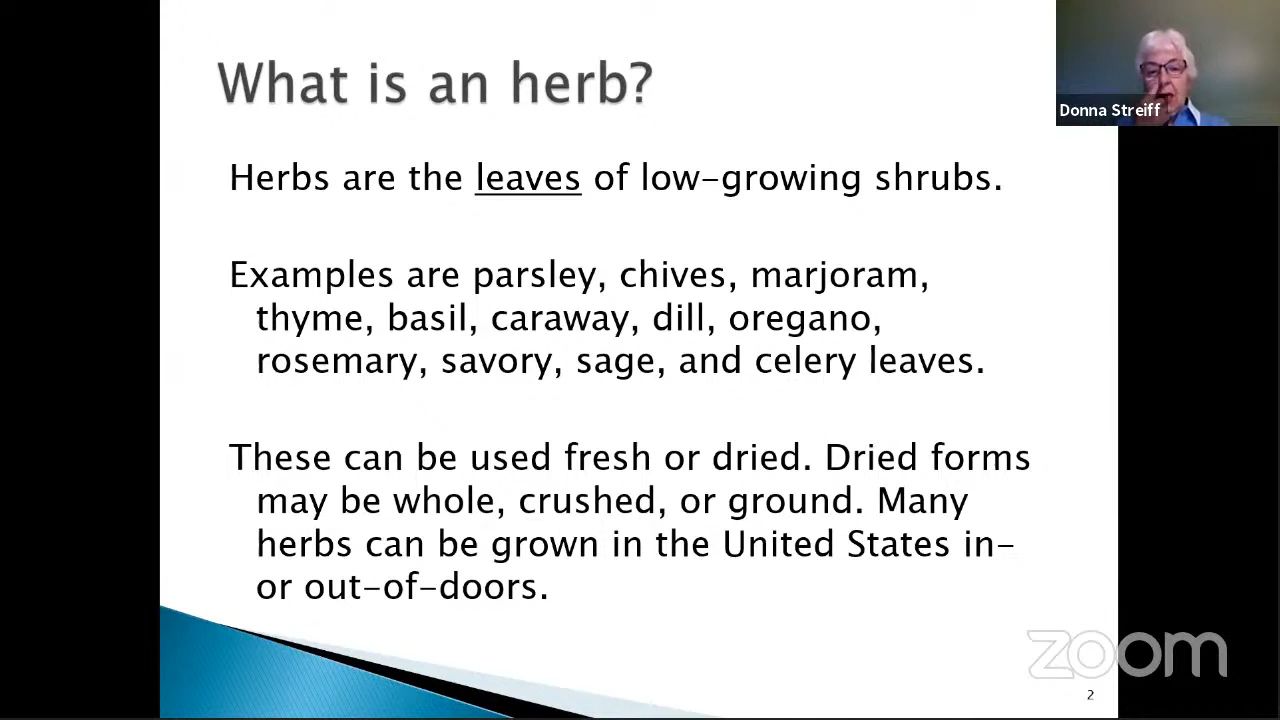 What is an herb?
Donna Streiff
Herbs are the leaves of low-growing shrubs.
Examples are parsley, chives, marjoram,
thyme, basil, caraway, dill, oregano,
rosemary, savory, sage, and celery leaves.
These can be used fresh or dried. Dried forms
may be whole, crushed, or ground. Many
herbs can be grown in the United States in-
or out-of-doors.
zoom
2